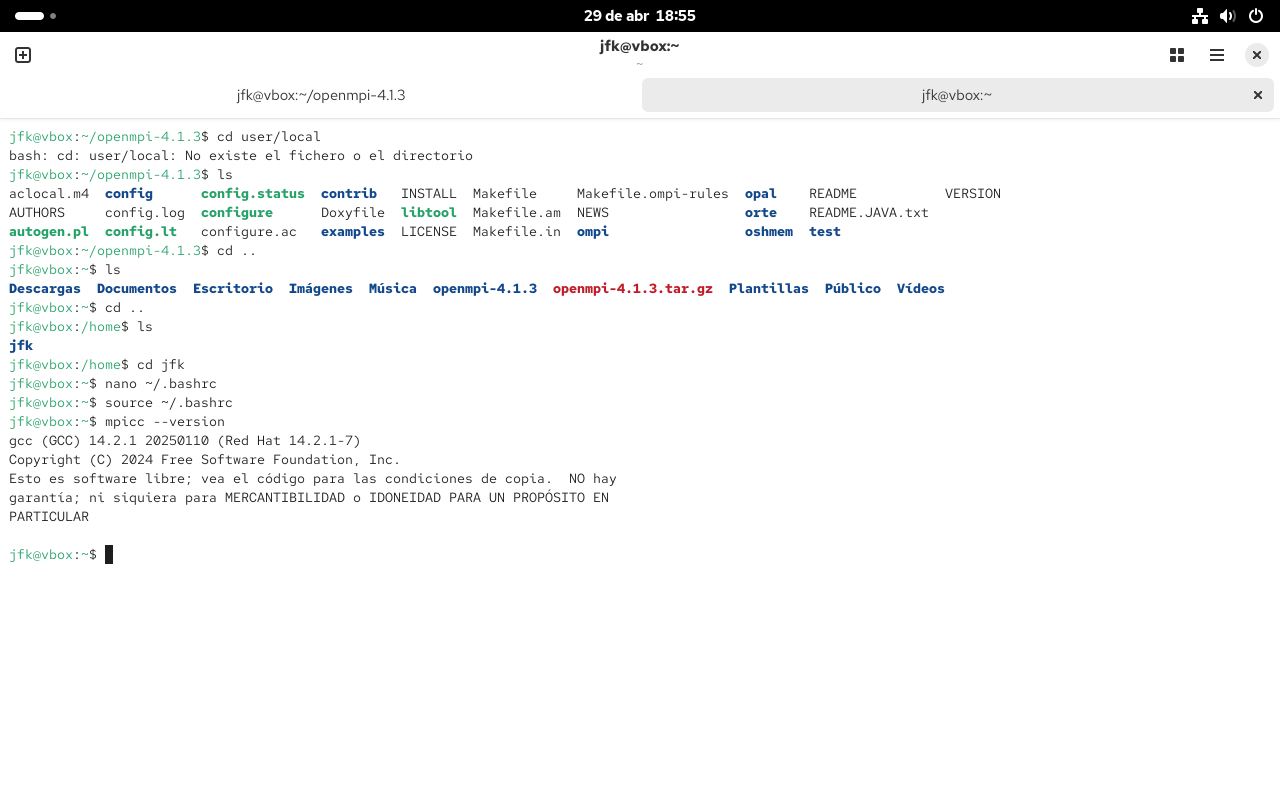 29 de abr 18:55
jfk@vbox:~
~
jfk@vbox:~/openmpi-4.1.3 jfk@vbox:~
jfk@vbox:~/openmpi-4.1.3$ cd user/local
bash: cd: user/local: No existe el fichero o el directorio
jfk@vbox:~/openmpi-4.1.3$ ls
aclocal.m4 config config.status contrib INSTALL Makefile Makefile.ompi-rules opal README VERSION
AUTHORS config.log configure Doxyfile libtool Makefile.am NEWS orte README.JAVA.txt
autogen.pl config.lt configure.ac examples LICENSE Makefile.in ompi oshmem test
jfk@vbox:~/openmpi-4.1.3$ cd ..
jfk@vbox:~$ ls
Descargas Documentos Escritorio Imágenes Música openmpi-4.1.3 openmpi-4.1.3.tar.gz Plantillas Público Vídeos
jfk@vbox:~$ cd ..
jfk@vbox:/home$ ls
jfk
jfk@vbox:/home$ cd jfk
jfk@vbox:~$ nano ~/.bashrc
jfk@vbox:~$ source ~/.bashrc
jfk@vbox:~$ mpicc --version
gcc (GCC) 14.2.1 20250110 (Red Hat 14.2.1-7)
Copyright (C) 2024 Free Software Foundation, Inc.
Esto es software libre; vea el código para las condiciones de copia.  NO hay
garantía; ni siquiera para MERCANTIBILIDAD o IDONEIDAD PARA UN PROPÓSITO EN
PARTICULAR
jfk@vbox:~$